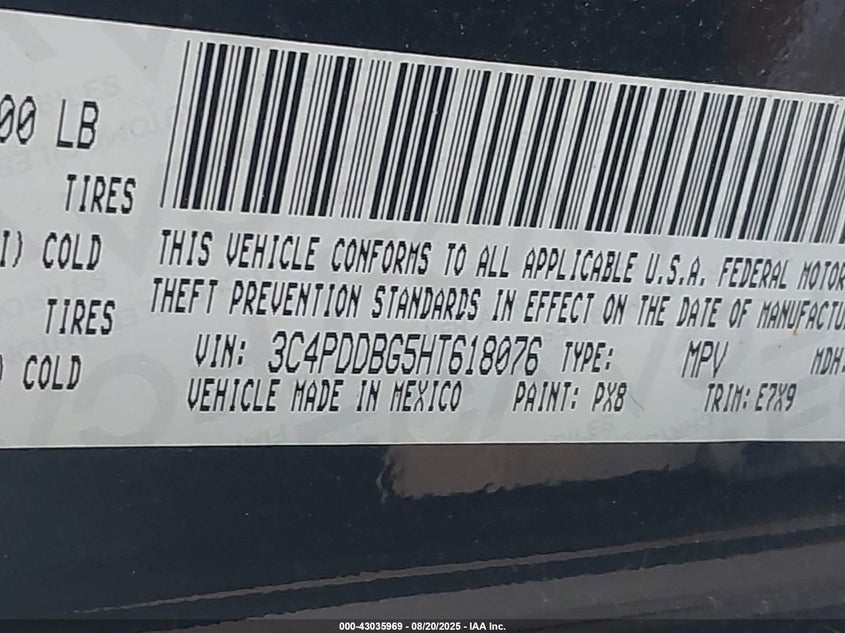 00 LB
TIRES
I) COLD
TIRES
) COLD
THIS VEHICLE CONFORMS TO ALL APPLICABLE U.S.A. FEDERAL MOTOR
THEFT PREVENTION STANDARDS IN EFFECT ON THE DATE OF MANUFACTU
VIN: 3C4PDDBG5HT618076 TYPE: MPV MDH:
VEHICLE MADE IN MEXICO PAINT: PX8 TRIM: E7X9
000-43035969 - 08/20/2025 - IAA Inc.